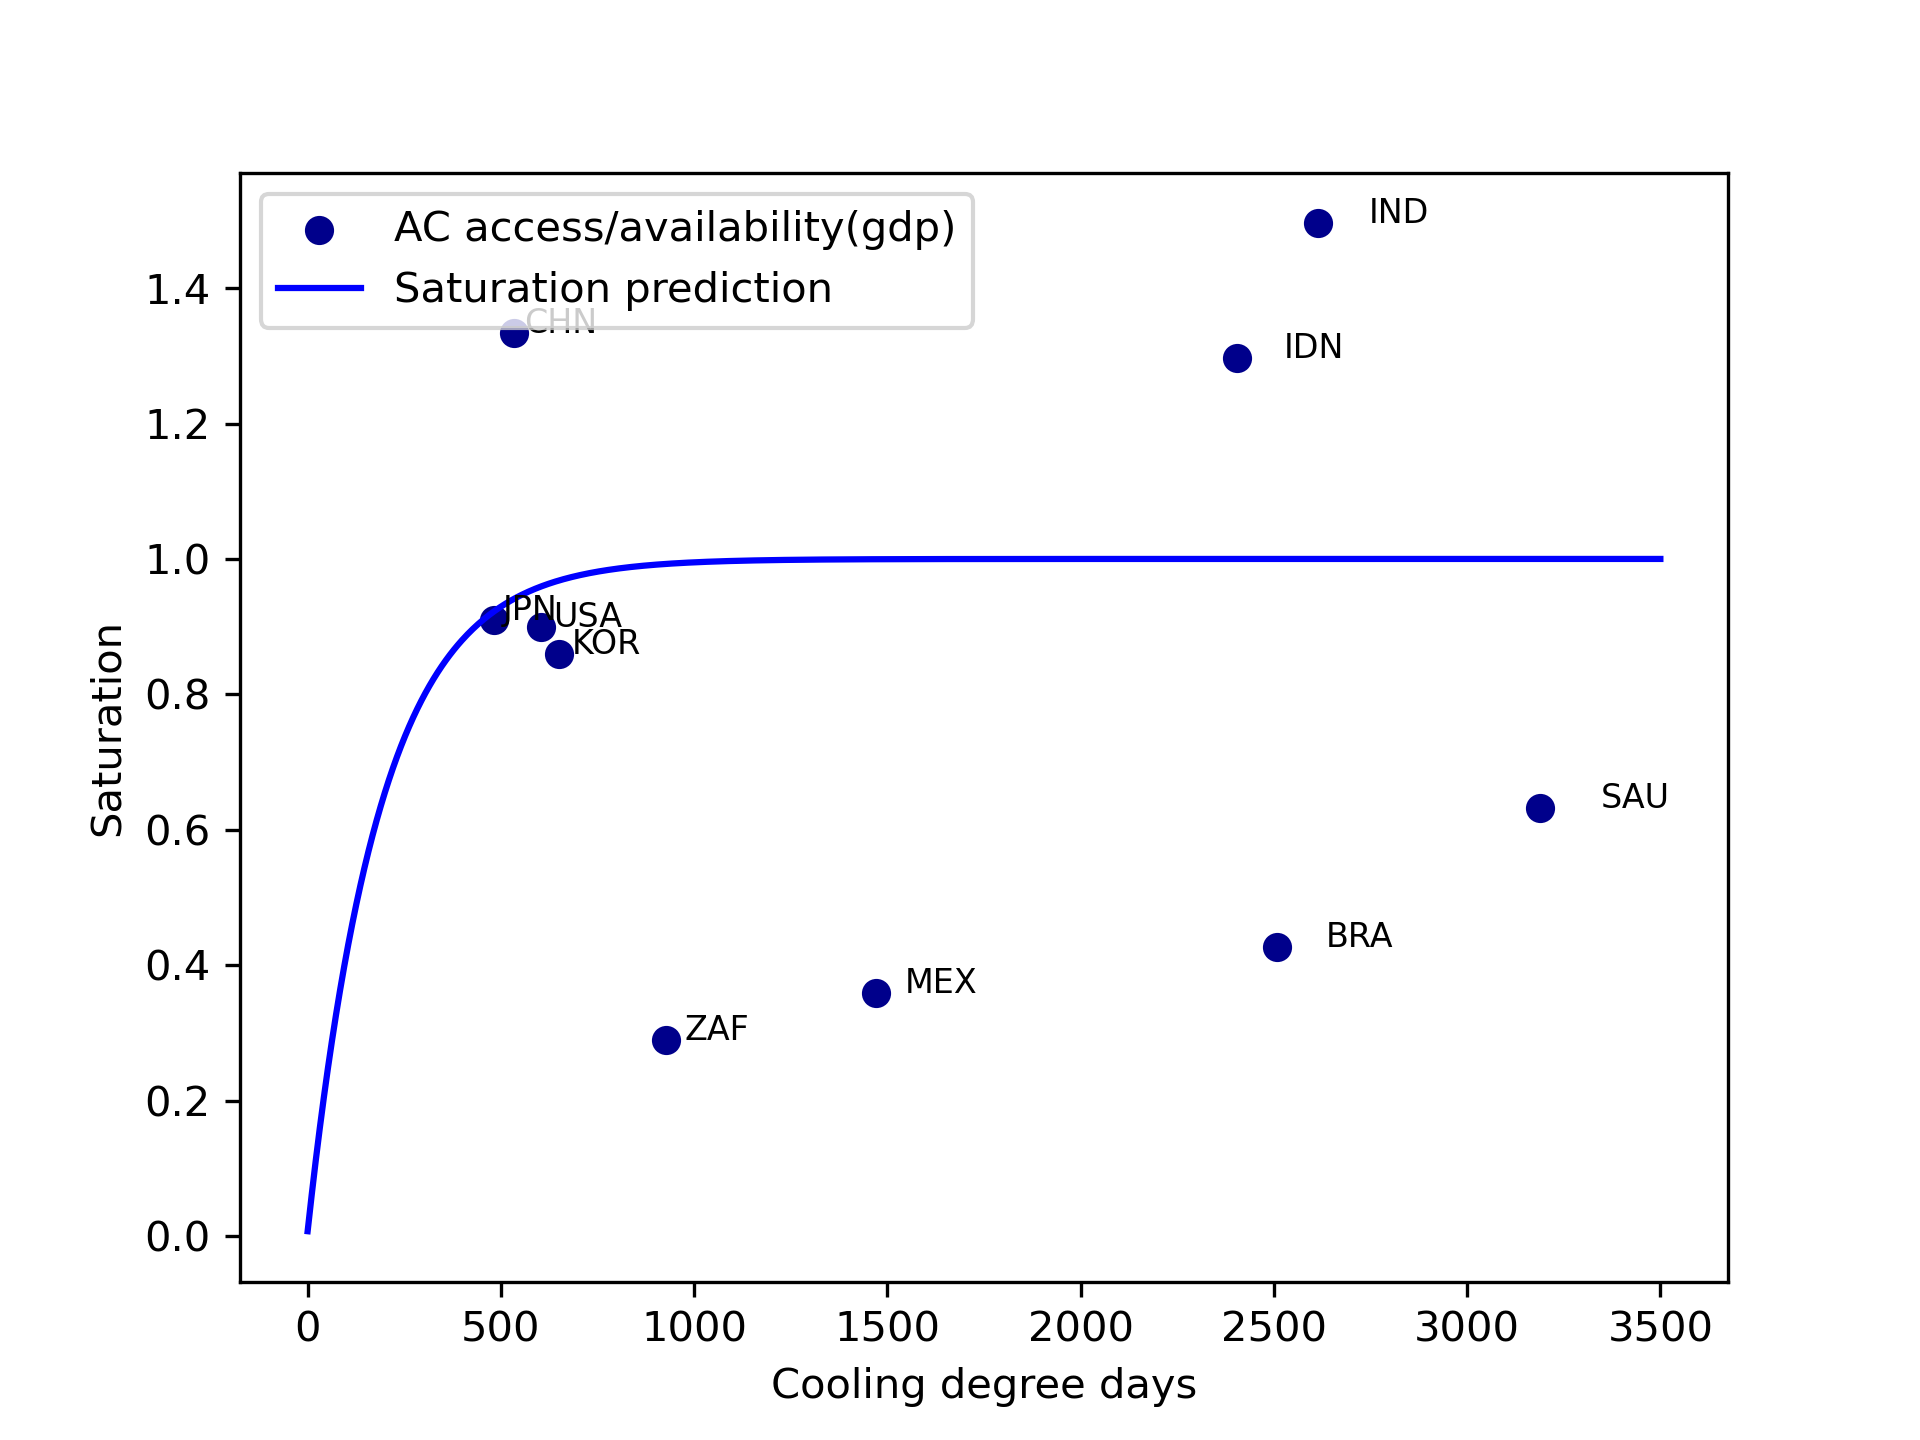 AC access/availability(gdp)
Saturation prediction
CHN
IND
IDN
JPN
USA
KOR
SAU
BRA
MEX
ZAF
Saturation
1.4
1.2
1.0
0.8
0.6
0.4
0.2
0.0
0 500 1000 1500 2000 2500 3000 3500
Cooling degree days